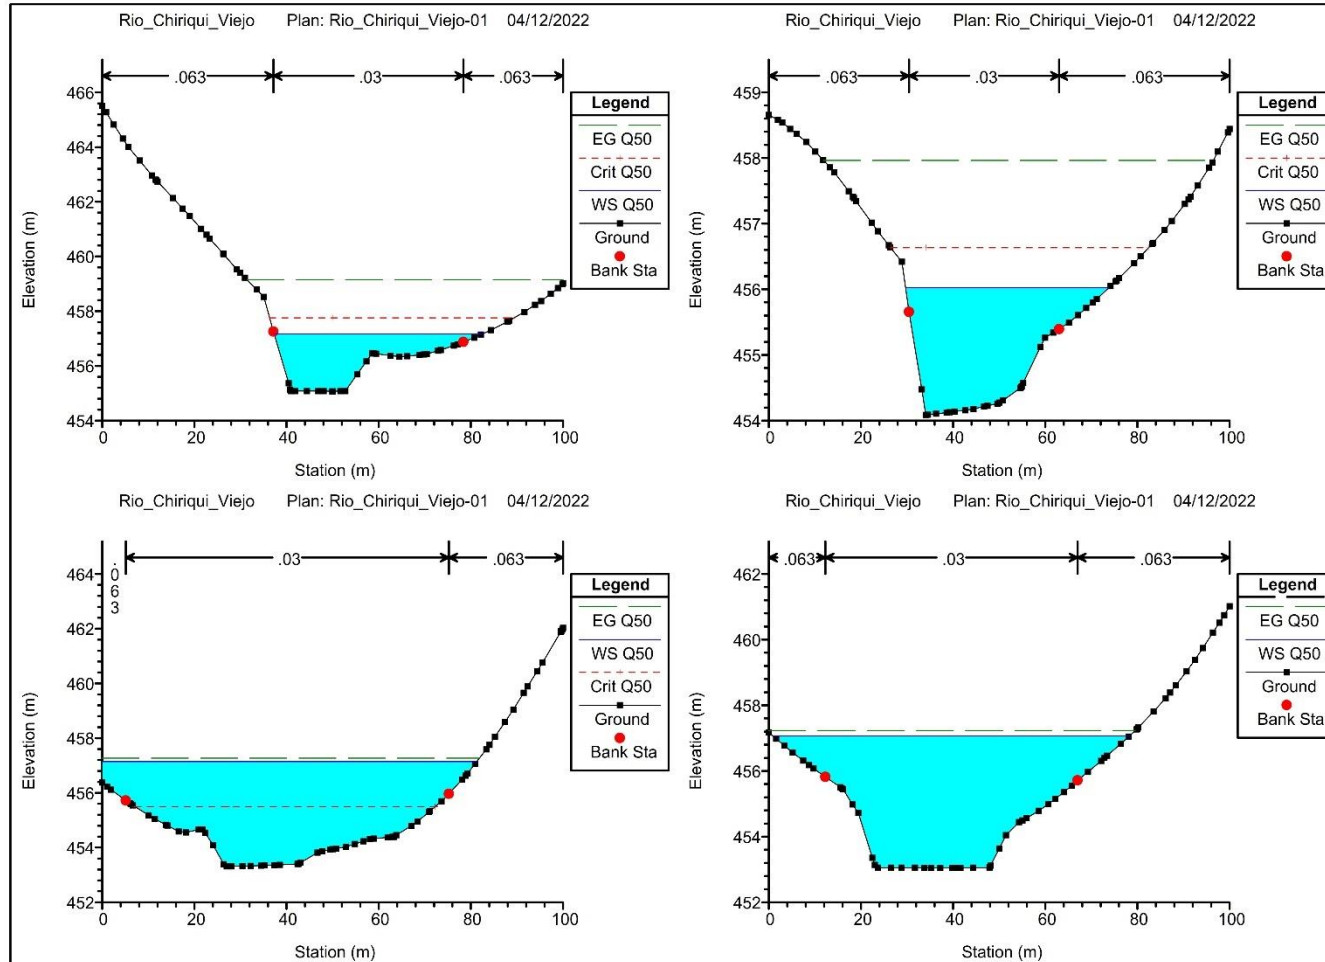 Rio_Chiriqui_Viejo Plan: Rio_Chiriqui_Viejo-01 04/12/2022
.063 .03 .063
466
464
462
460
458
456
454
Elevation (m)
0 20 40 60 80 100
Station (m)
Legend
EG Q50
Crit Q50
WS Q50
Ground
Bank Sta
Rio_Chiriqui_Viejo Plan: Rio_Chiriqui_Viejo-01 04/12/2022
.063 .03 .063
459
458
457
456
455
454
Elevation (m)
0 20 40 60 80 100
Station (m)
Legend
EG Q50
Crit Q50
WS Q50
Ground
Bank Sta
Rio_Chiriqui_Viejo Plan: Rio_Chiriqui_Viejo-01 04/12/2022
.063 .03 .063
464
462
460
458
456
454
452
Elevation (m)
0 20 40 60 80 100
Station (m)
Legend
EG Q50
WS Q50
Crit Q50
Ground
Bank Sta
Rio_Chiriqui_Viejo Plan: Rio_Chiriqui_Viejo-01 04/12/2022
.063 .03 .063
462
460
458
456
454
452
Elevation (m)
0 20 40 60 80 100
Station (m)
Legend
EG Q50
WS Q50
Ground
Bank Sta